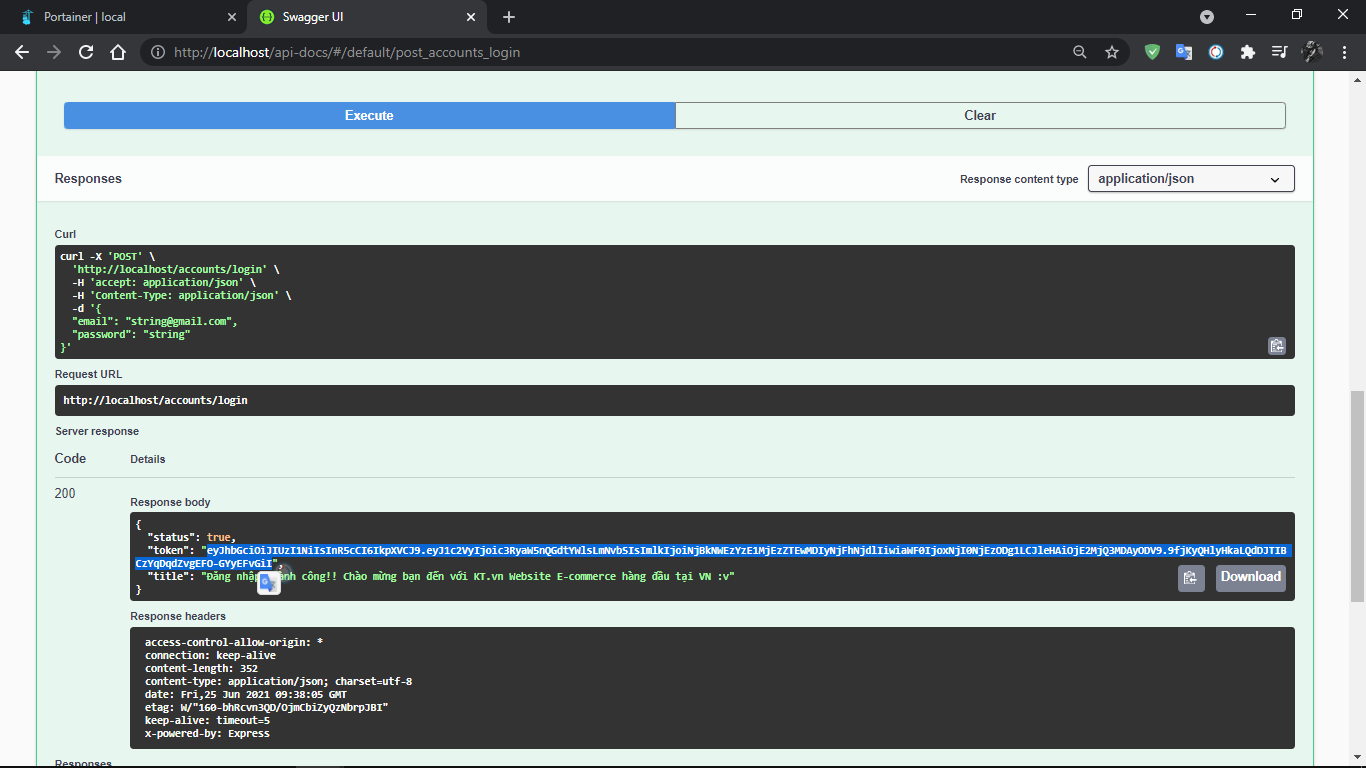 Portainer | local
Swagger UI
http://localhost/api-docs/#/default/post_accounts_login
Execute
Clear
Responses
Response content type
application/json
Curl
curl -X 'POST' \
'http://localhost/accounts/login' \
-H 'accept: application/json' \
-H 'Content-Type: application/json' \
-d '{
"email": "string@gmail.com",
"password": "string"
}'
Request URL
http://localhost/accounts/login
Server response
Code
Details
200
Response body
{
"status": true,
"token": "eyJhbGciOiJIUzI1NiIsInR5cCI6IkpXVCJ9.eyJ1c2VyIjoic3RyaW5nQGdtYWlsLmNvbSIsImlkIjoiNjBkNWEzYzE1MjEzZTEwMDIyNjFhNjdlIiwiaWF0IjoxNjI0NjEzODg1LCJleHAiOjE2MjQ3MDAyODV9.9fjKyQHlyHkaLQdDJTIB
CzYqDqdZvgEFO-GYyEFvGiI",
"title": "Đăng nhập công!! Chào mừng bạn đến với KT.vn Website E-commerce hàng đầu tại VN :v"
}
Download
Response headers
access-control-allow-origin: *
connection: keep-alive
content-length: 352
content-type: application/json; charset=utf-8
date: Fri,25 Jun 2021 09:38:05 GMT
etag: W/"160-bhRcvn3QD/OjmCbiZyQzNbrpJBI"
keep-alive: timeout=5
x-powered-by: Express
Responses